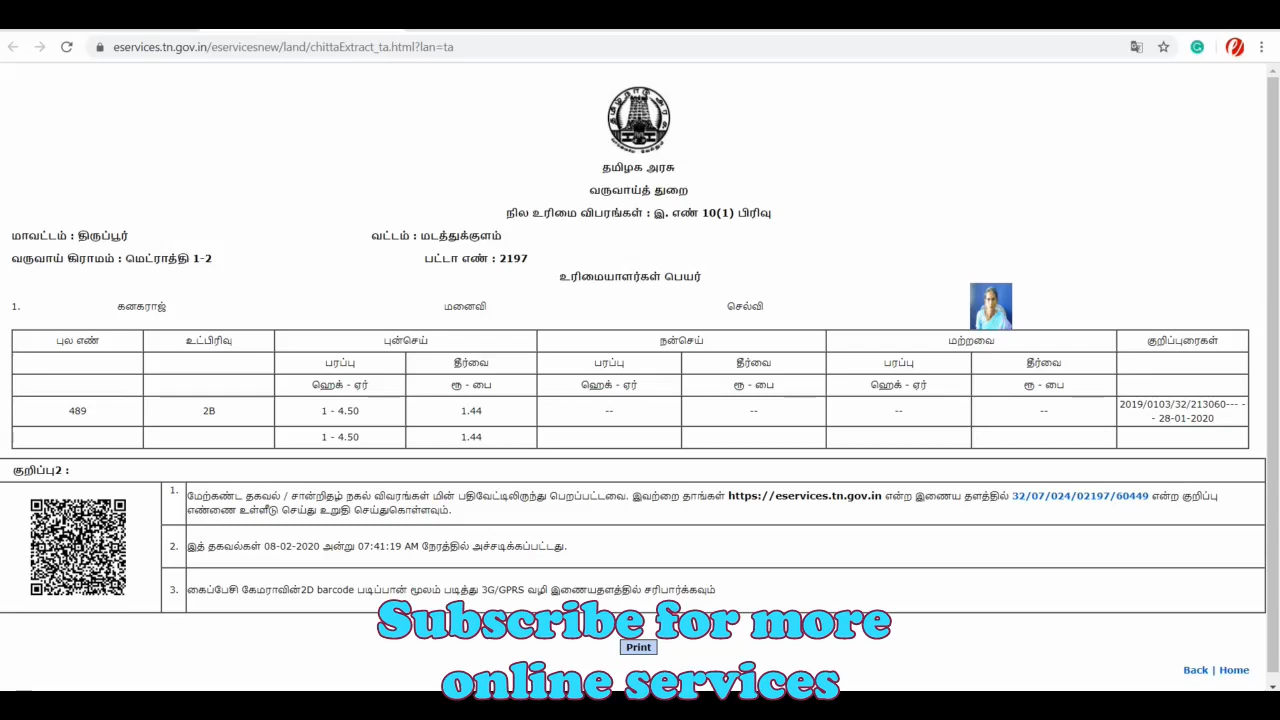 eservices.tn.gov.in/eservicesnew/land/chittaExtract_ta.html?lan=ta
தமிழக அரசு
வருவாய்த் துறை
நில உரிமை விபரங்கள் : இ. எண் 10(1) பிரிவு
மாவட்டம் : திருப்பூர் வட்டம் : மடத்துக்குளம்
வருவாய் கிராமம் : மெட்ராத்தி 1-2 பட்டா எண் : 2197
உரிமையாளர்கள் பெயர்
1. கனகராஜ் மனைவி செல்வி
புல எண் உட்பிரிவு புன்செய் நன்செய் மற்றவை குறிப்புரைகள்
பரப்பு தீர்வை பரப்பு தீர்வை பரப்பு தீர்வை
ஹெக் - ஏர் ரூ - பை ஹெக் - ஏர் ரூ - பை ஹெக் - ஏர் ரூ - பை
489 2B 1 - 4.50 1.44 -- -- -- -- 2019/0103/32/213060--- -
- 28-01-2020
1 - 4.50 1.44
குறிப்பு2 :
1. மேற்கண்ட தகவல் / சான்றிதழ் நகல் விவரங்கள் மின் பதிவேட்டிலிருந்து பெறப்பட்டவை. இவற்றை தாங்கள் https://eservices.tn.gov.in என்ற இணைய தளத்தில் 32/07/024/02197/60449 என்ற குறிப்பு
எண்ணை உள்ளீடு செய்து உறுதி செய்துகொள்ளவும்.
2. இத் தகவல்கள் 08-02-2020 அன்று 07:41:19 AM நேரத்தில் அச்சடிக்கப்பட்டது.
3. கைப்பேசி கேமராவின்2D barcode படிப்பான் மூலம் படித்து 3G/GPRS வழி இணையதளத்தில் சரிபார்க்கவும்
Subscribe for more
Print
Back | Home
online services